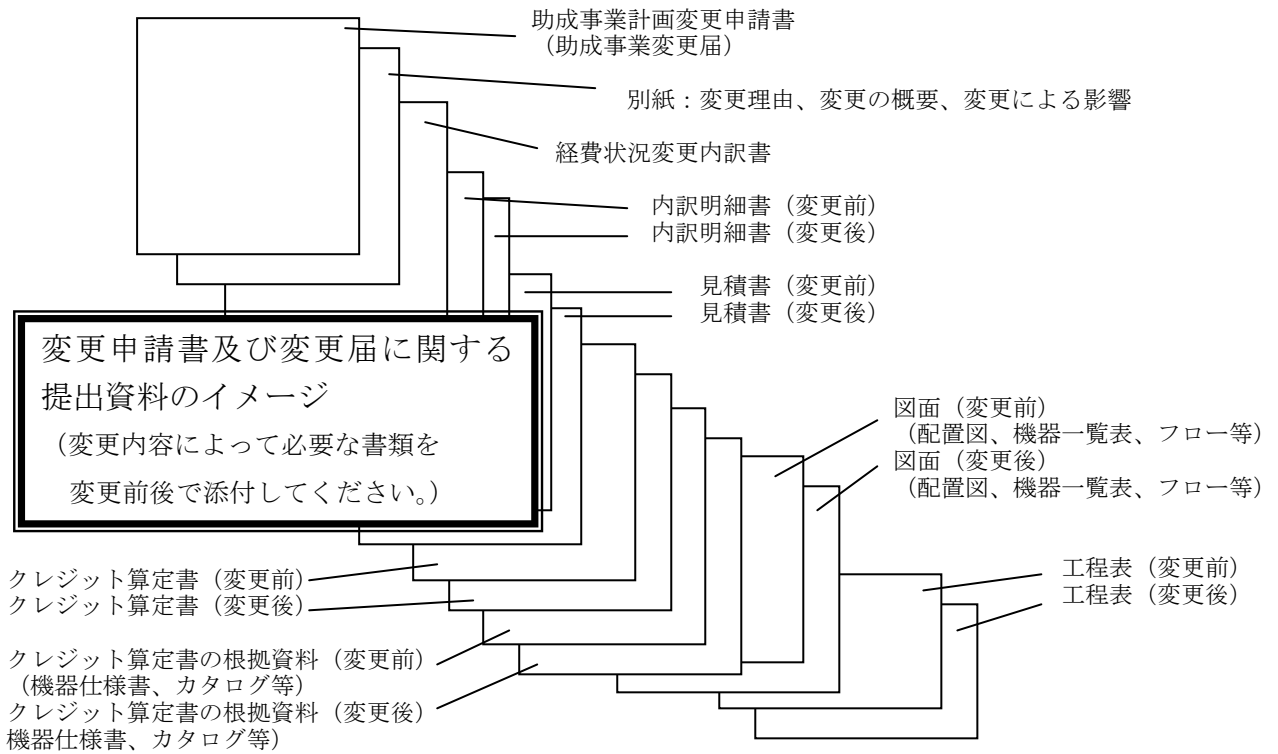 助成事業計画変更申請書
（助成事業変更届）
別紙：変更理由、変更の概要、変更による影響
経費状況変更内訳書
内訳明細書（変更前）
内訳明細書（変更後）
見積書（変更前）
見積書（変更後）
変更申請書及び変更届に関する
提出資料のイメージ
（変更内容によって必要な書類を
変更前後で添付してください。）
図面（変更前）
（配置図、機器一覧表、フロー等）
図面（変更後）
（配置図、機器一覧表、フロー等）
クレジット算定書（変更前）
クレジット算定書（変更後）
工程表（変更前）
工程表（変更後）
クレジット算定書の根拠資料（変更前）
（機器仕様書、カタログ等）
クレジット算定書の根拠資料（変更後）
機器仕様書、カタログ等）